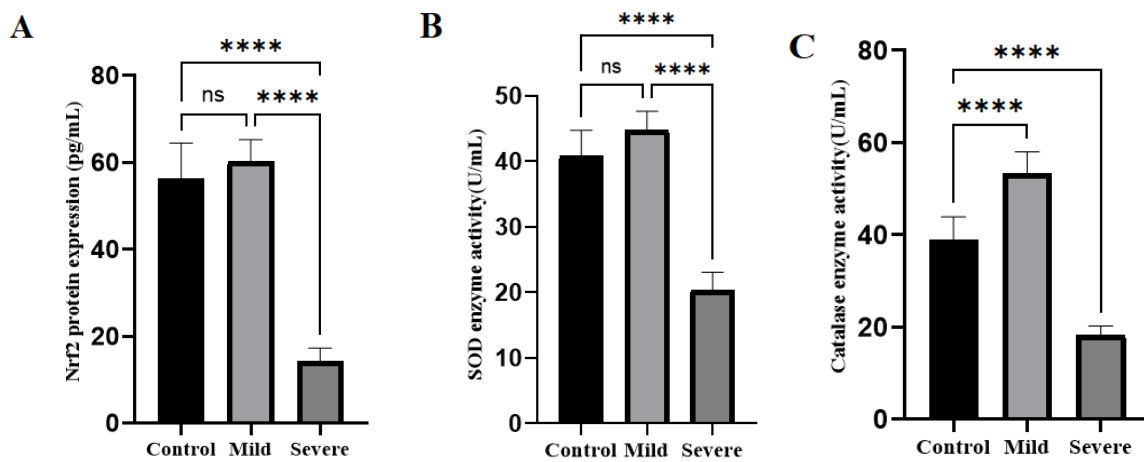 A
Nrf2 protein expression (pg/mL)
80
60
40
20
0
****
ns
****
Control
Mild
Severe
B
SOD enzyme activity(U/mL)
50
40
30
20
10
0
****
ns
****
Control
Mild
Severe
C
Catalase enzyme activity(U/mL)
80
60
40
20
0
****
****
Control
Mild
Severe